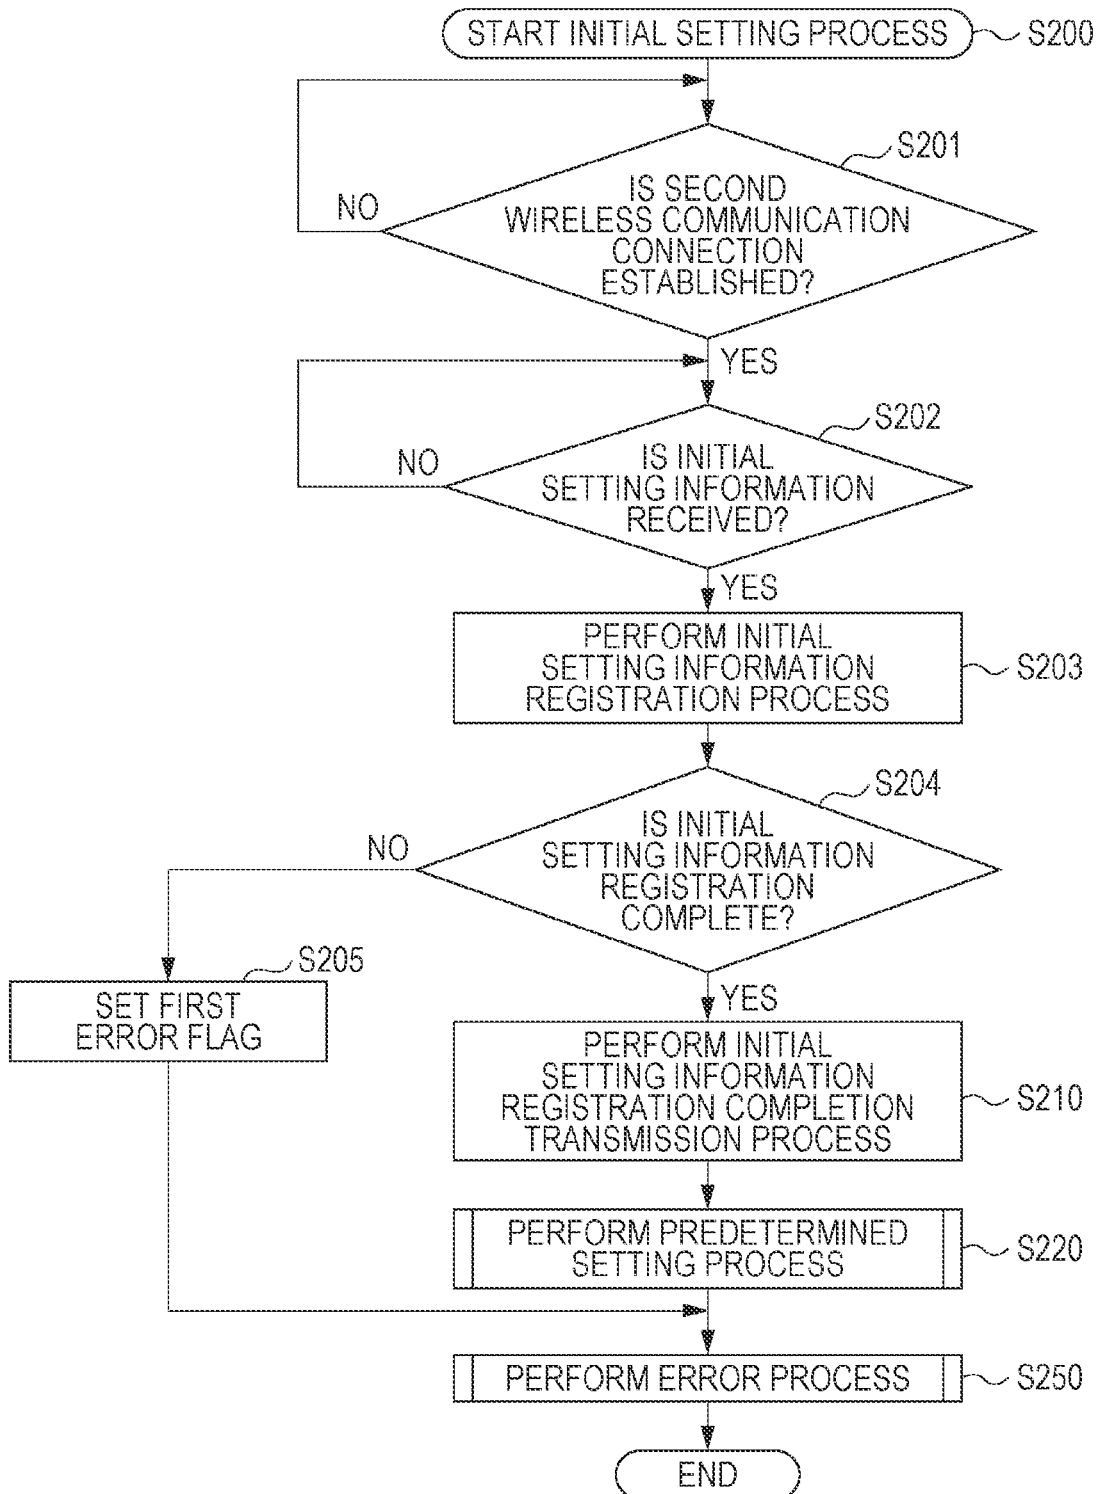 START INITIAL SETTING PROCESS
S200
S201
IS SECOND
WIRELESS COMMUNICATION
CONNECTION
ESTABLISHED?
NO
YES
S202
IS INITIAL
SETTING INFORMATION
RECEIVED?
NO
YES
PERFORM INITIAL
SETTING INFORMATION
REGISTRATION PROCESS
S203
S204
IS INITIAL
SETTING INFORMATION
REGISTRATION
COMPLETE?
NO
YES
S205
SET FIRST
ERROR FLAG
PERFORM INITIAL
SETTING INFORMATION
REGISTRATION COMPLETION
TRANSMISSION PROCESS
S210
PERFORM PREDETERMINED
SETTING PROCESS
S220
PERFORM ERROR PROCESS
S250
END